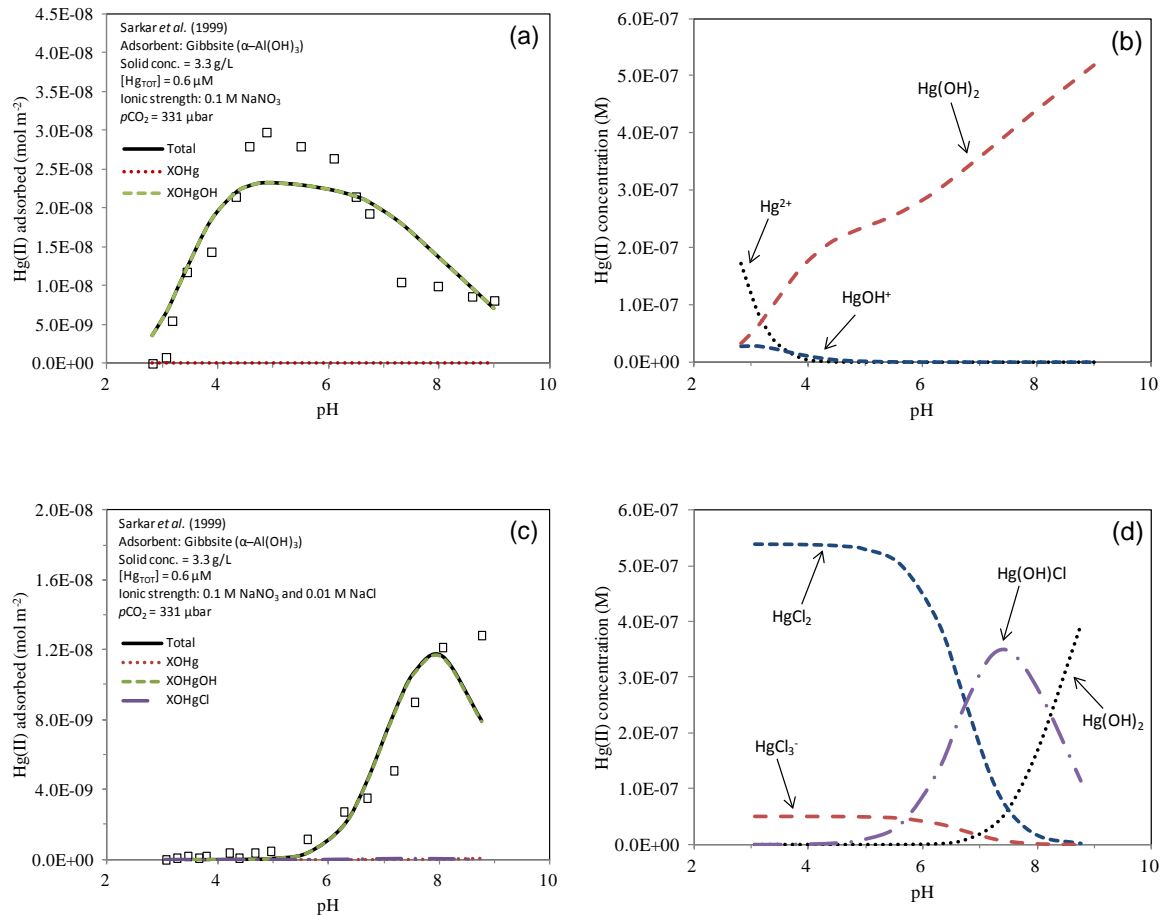 (a)
4.5E-08
4.0E-08
3.5E-08
3.0E-08
2.5E-08
2.0E-08
1.5E-08
1.0E-08
5.0E-09
0.0E+00
Hg(II) adsorbed (mol m⁻²)
Sarkar et al. (1999)
Adsorbent: Gibbsite (α–Al(OH)₃)
Solid conc. = 3.3 g/L
[Hg_TOT] = 0.6 μM
Ionic strength: 0.1 M NaNO₃
pCO₂ = 331 μbar
Total
XOHg
XOHgOH
2 4 6 8 10
pH
(b)
6.0E-07
5.0E-07
4.0E-07
3.0E-07
2.0E-07
1.0E-07
0.0E+00
Hg(II) concentration (M)
Hg(OH)₂
Hg²⁺
HgOH⁺
2 4 6 8 10
pH
(c)
2.0E-08
1.6E-08
1.2E-08
8.0E-09
4.0E-09
0.0E+00
Hg(II) adsorbed (mol m⁻²)
Sarkar et al. (1999)
Adsorbent: Gibbsite (α–Al(OH)₃)
Solid conc. = 3.3 g/L
[Hg_TOT] = 0.6 μM
Ionic strength: 0.1 M NaNO₃ and 0.01 M NaCl
pCO₂ = 331 μbar
Total
XOHg
XOHgOH
XOHgCl
2 4 6 8 10
pH
(d)
6.0E-07
5.0E-07
4.0E-07
3.0E-07
2.0E-07
1.0E-07
0.0E+00
Hg(II) concentration (M)
Hg(OH)Cl
HgCl₂
Hg(OH)₂
HgCl₃⁻
2 4 6 8 10
pH